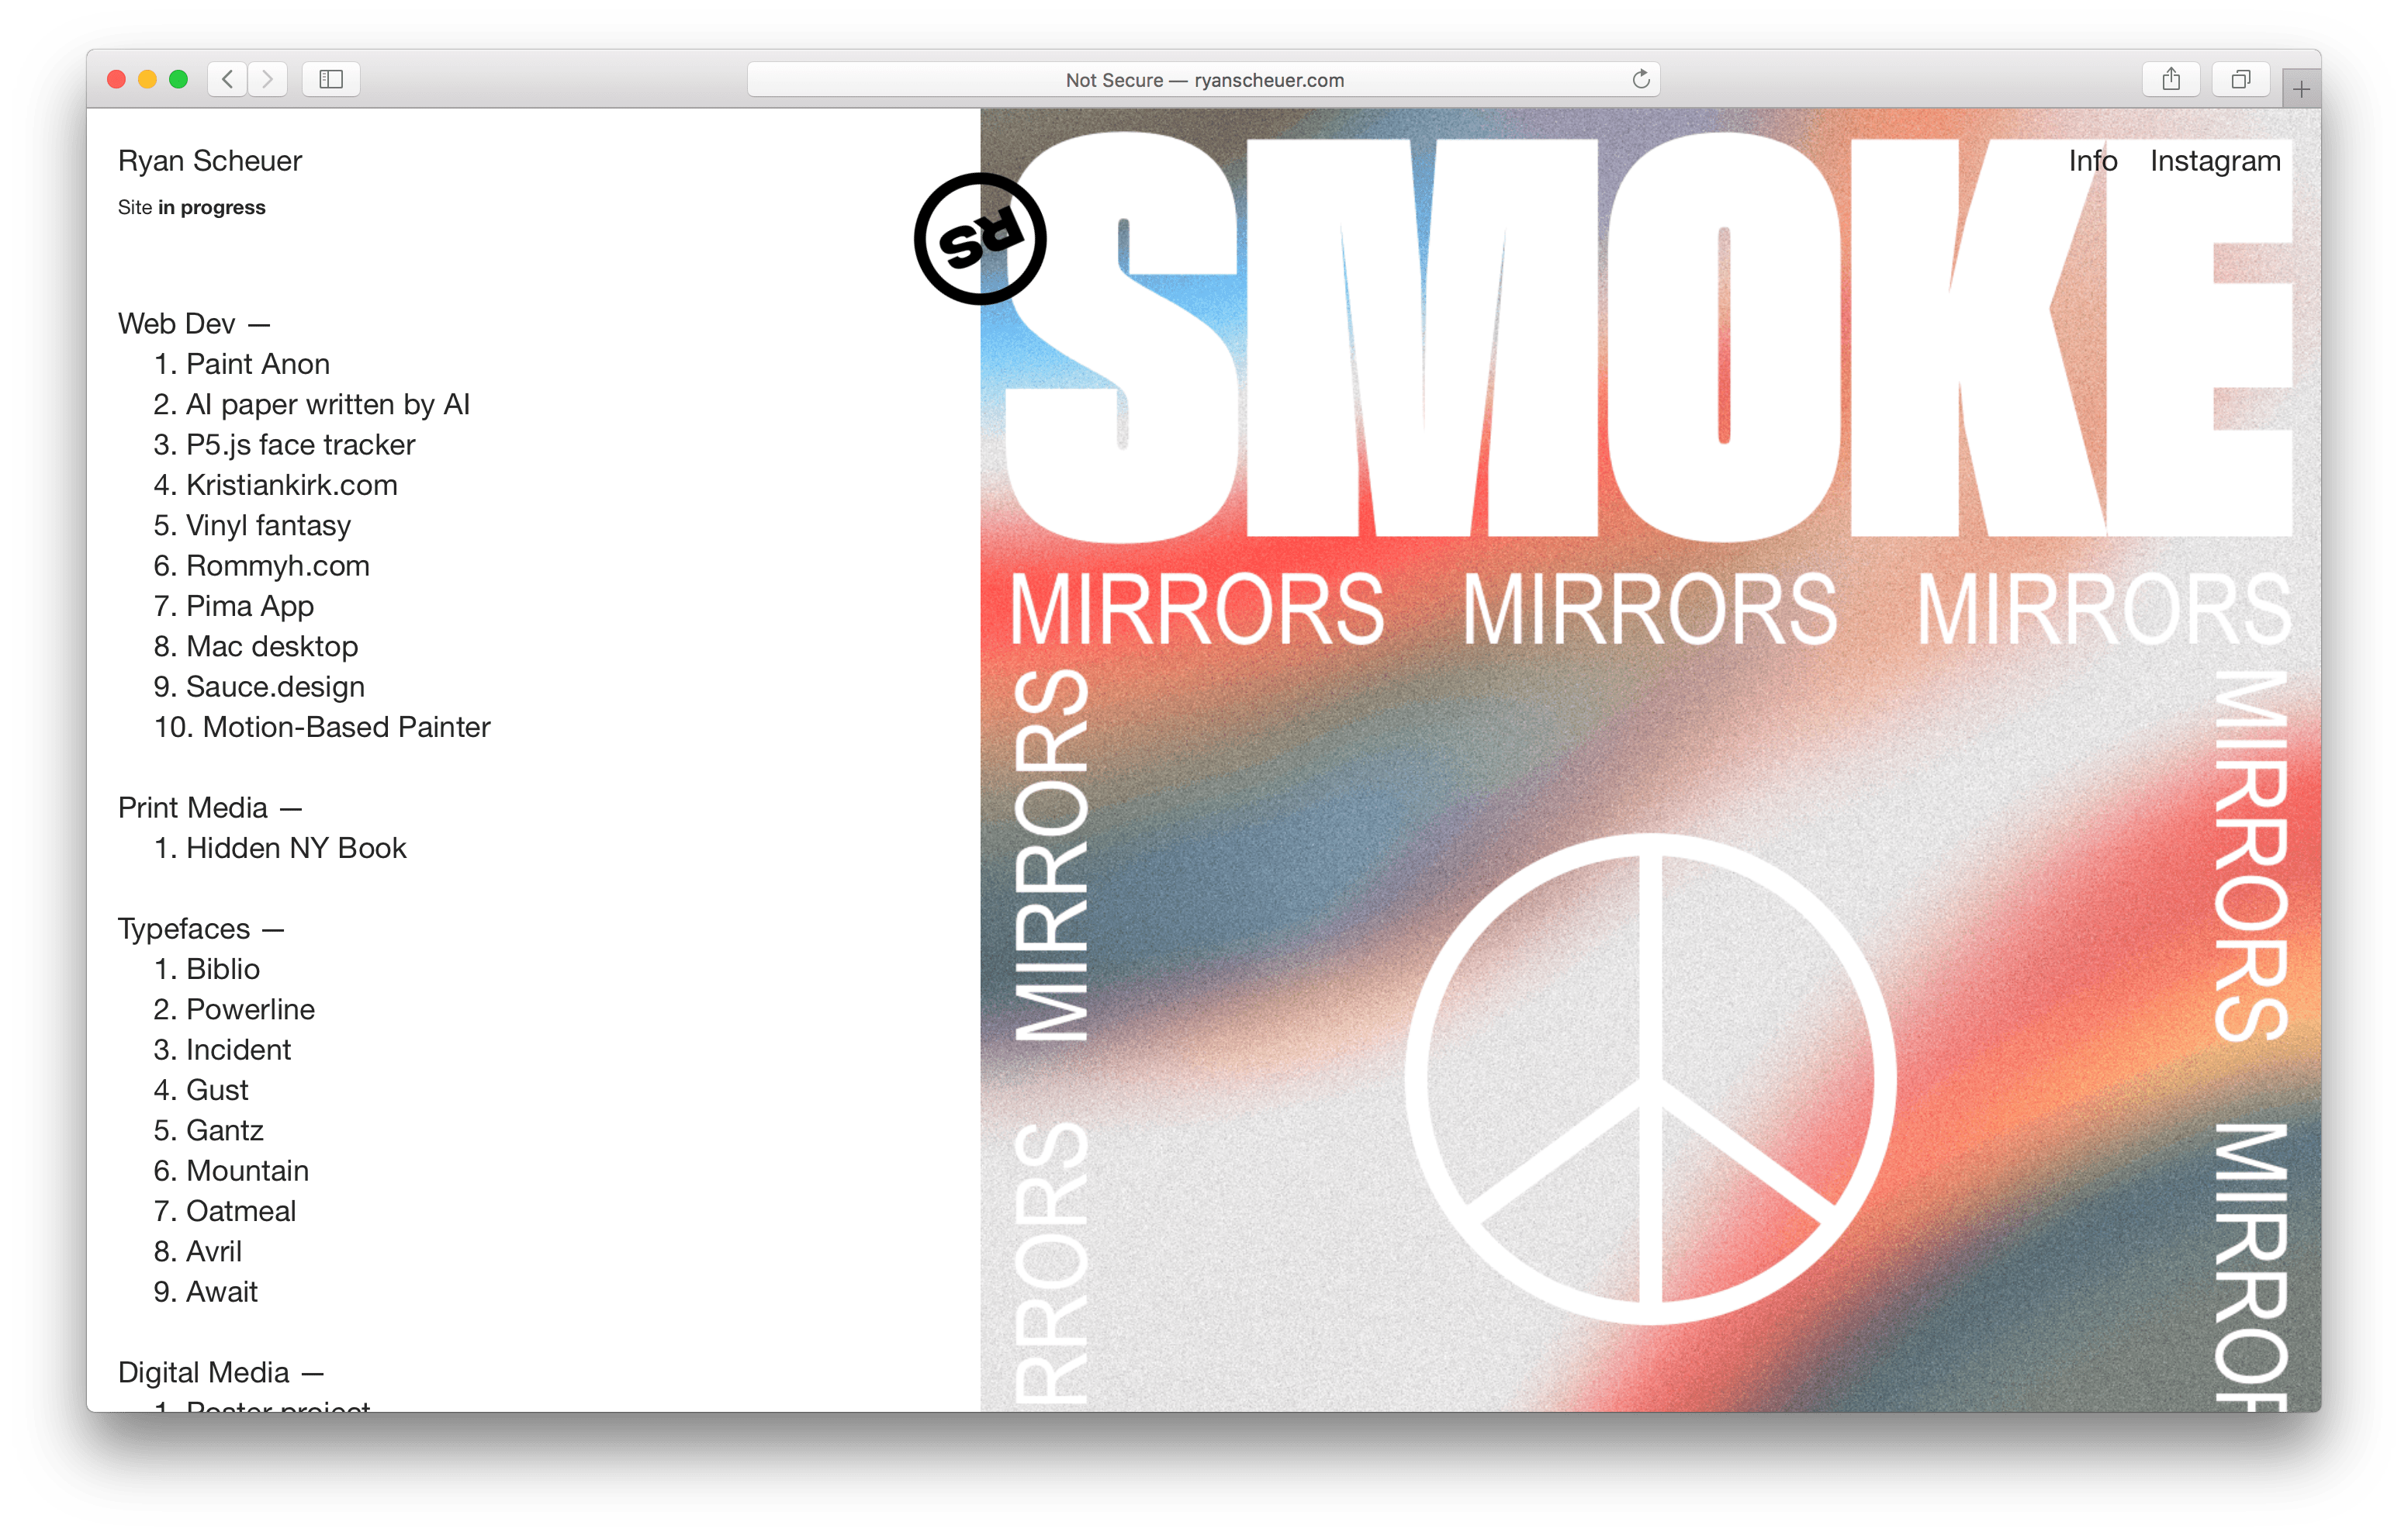 Not Secure — ryanscheuer.com
Ryan Scheuer
Site in progress
Web Dev —
1. Paint Anon
2. AI paper written by AI
3. P5.js face tracker
4. Kristiankirk.com
5. Vinyl fantasy
6. Rommyh.com
7. Pima App
8. Mac desktop
9. Sauce.design
10. Motion-Based Painter
Print Media —
1. Hidden NY Book
Typefaces —
1. Biblio
2. Powerline
3. Incident
4. Gust
5. Gantz
6. Mountain
7. Oatmeal
8. Avril
9. Await
Digital Media —
1. Poster project
RS
Info Instagram
SMOKE
MIRRORS MIRRORS MIRRORS
MIRRORS
RRORS
MIRRORS
MIRROR